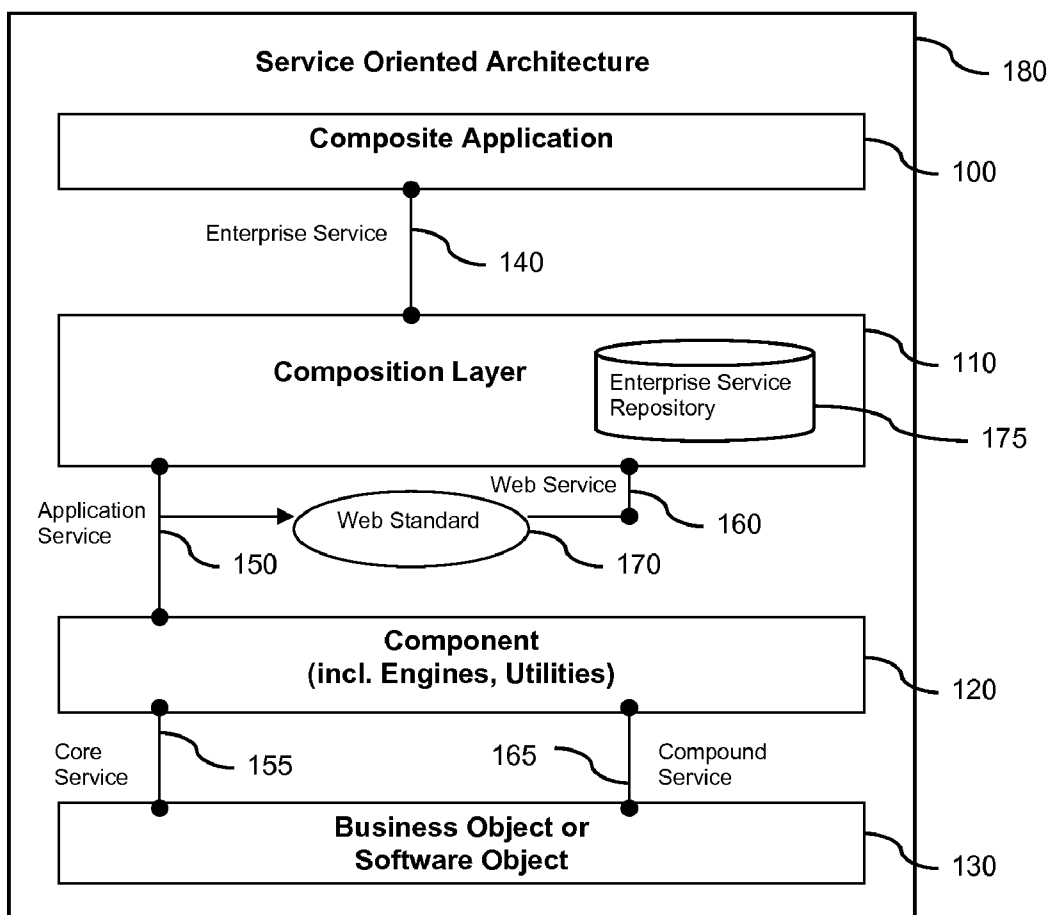 Service Oriented Architecture
180
Composite Application
100
Enterprise Service
140
110
Composition Layer
Enterprise Service
Repository
175
Web Service
Application
Service
Web Standard
160
150
170
Component
(incl. Engines, Utilities)
120
Core
Service
155
165
Compound
Service
Business Object or
Software Object
130